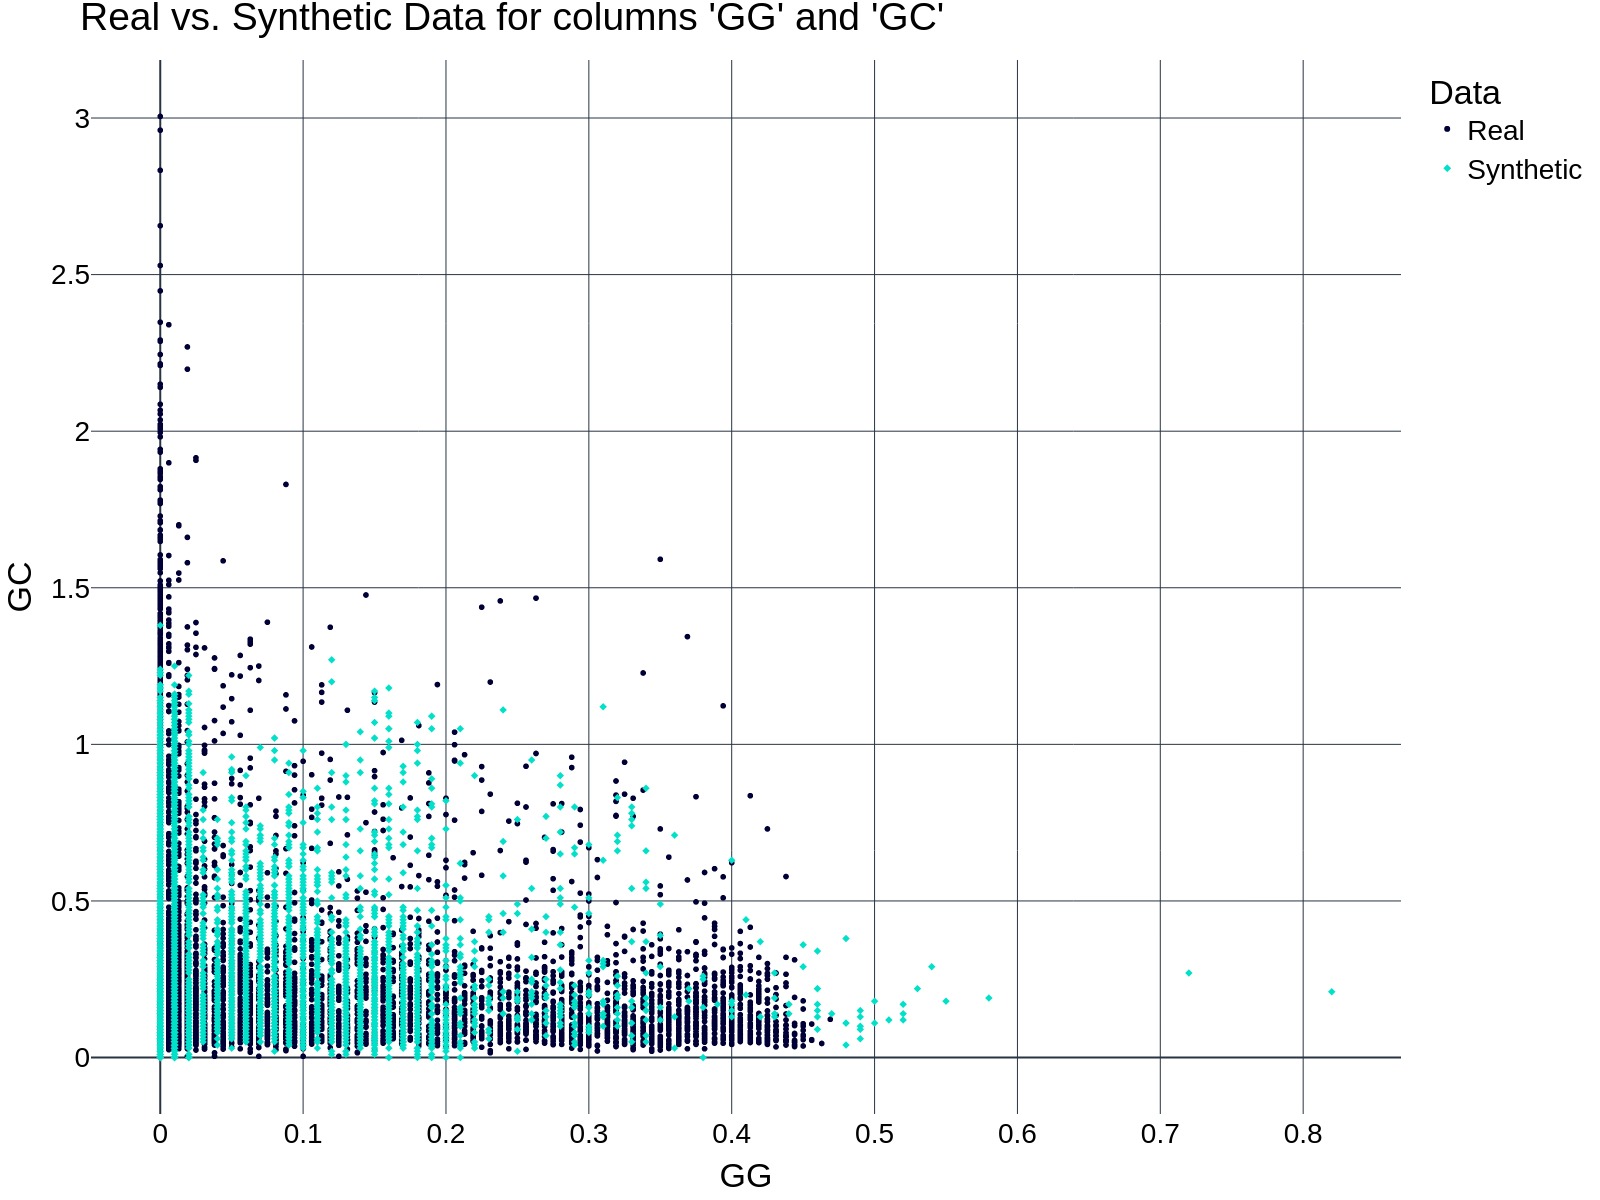 Real vs. Synthetic Data for columns 'GG' and 'GC'
Data
Real
Synthetic
3
2.5
2
1.5
1
0.5
0
GC
0 0.1 0.2 0.3 0.4 0.5 0.6 0.7 0.8
GG